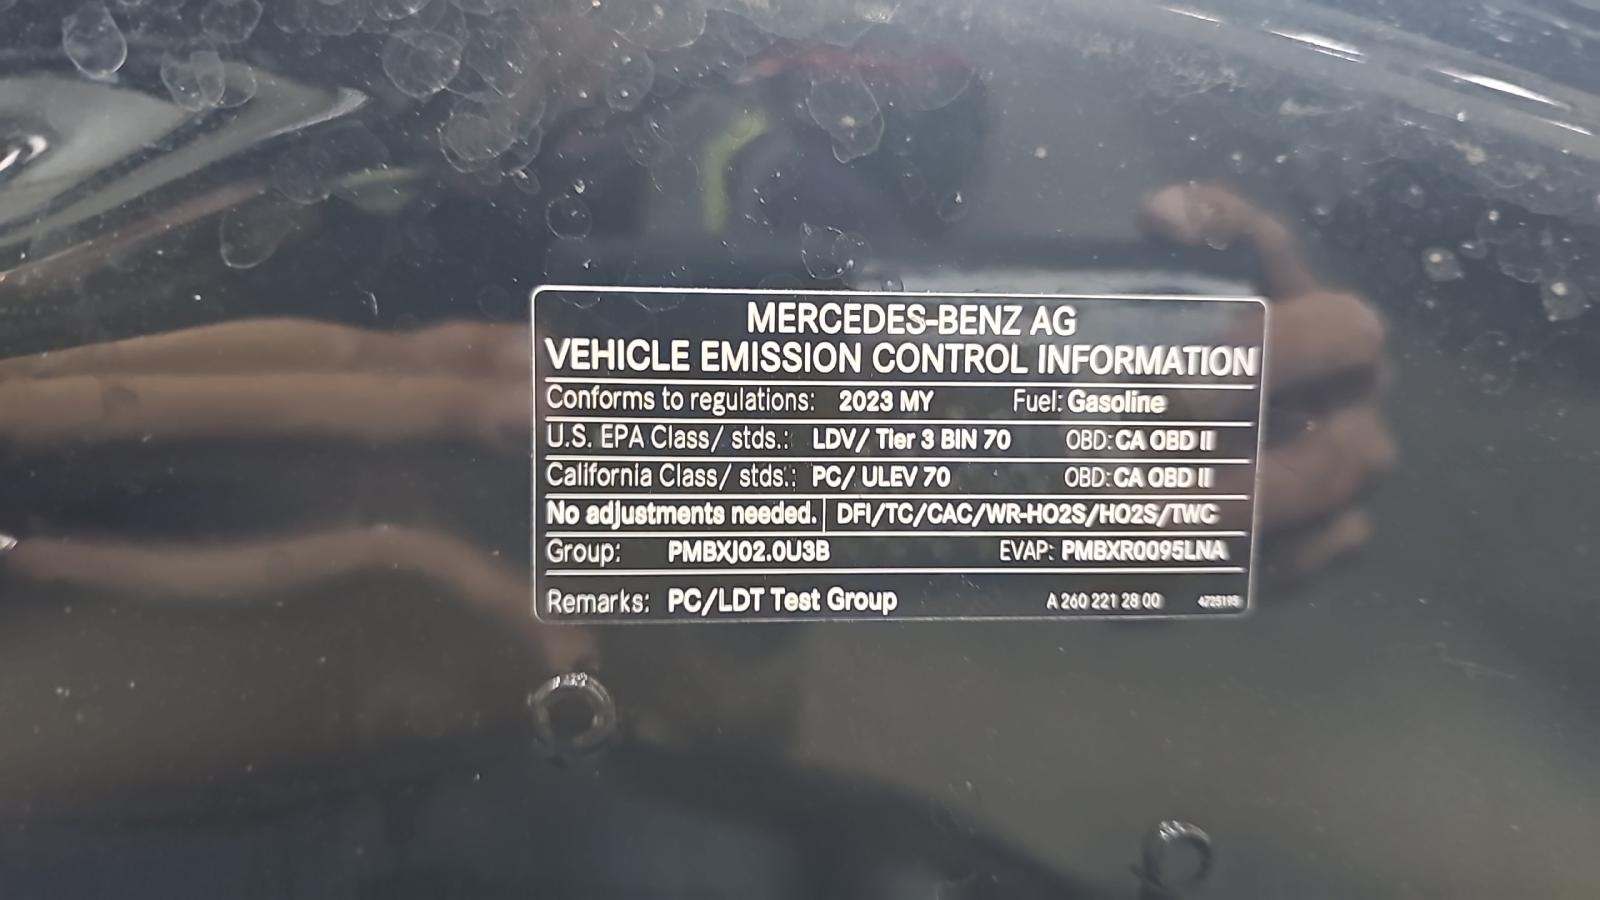 MERCEDES-BENZ AG
VEHICLE EMISSION CONTROL INFORMATION
Conforms to regulations: 2023 MY Fuel: Gasoline
U.S. EPA Class/ stds.: LDV/ Tier 3 BIN 70 OBD: CA OBD II
California Class/ stds.: PC/ ULEV 70 OBD: CA OBD II
No adjustments needed. DFI/TC/CAC/WR-HO2S/HO2S/TWC
Group: PMBXJ02.0U3B EVAP: PMBXR0095LNA
Remarks: PC/LDT Test Group A 260 221 28 00